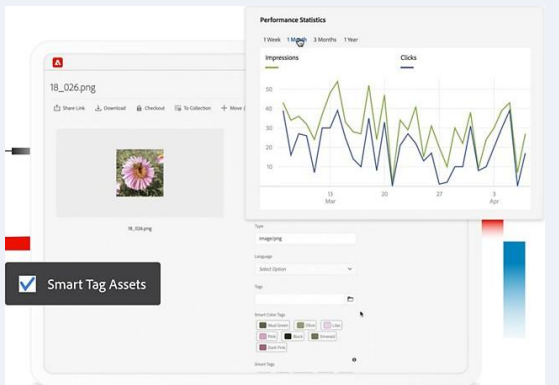 Performance Statistics
1 Week 1 Month 3 Months 1 Year
Impressions
Clicks
50
40
30
20
10
13
Mar
20
27
3
Apr
18_026.png
Share Link Download Checkout To Collection Move
18_026.png
Type
image/png
Language
Select Option
Tags
Smart Color Tags
Mud Green Olive Lilac
Pink Black Emerald
Dark Pink
Smart Tags
Smart Tag Assets